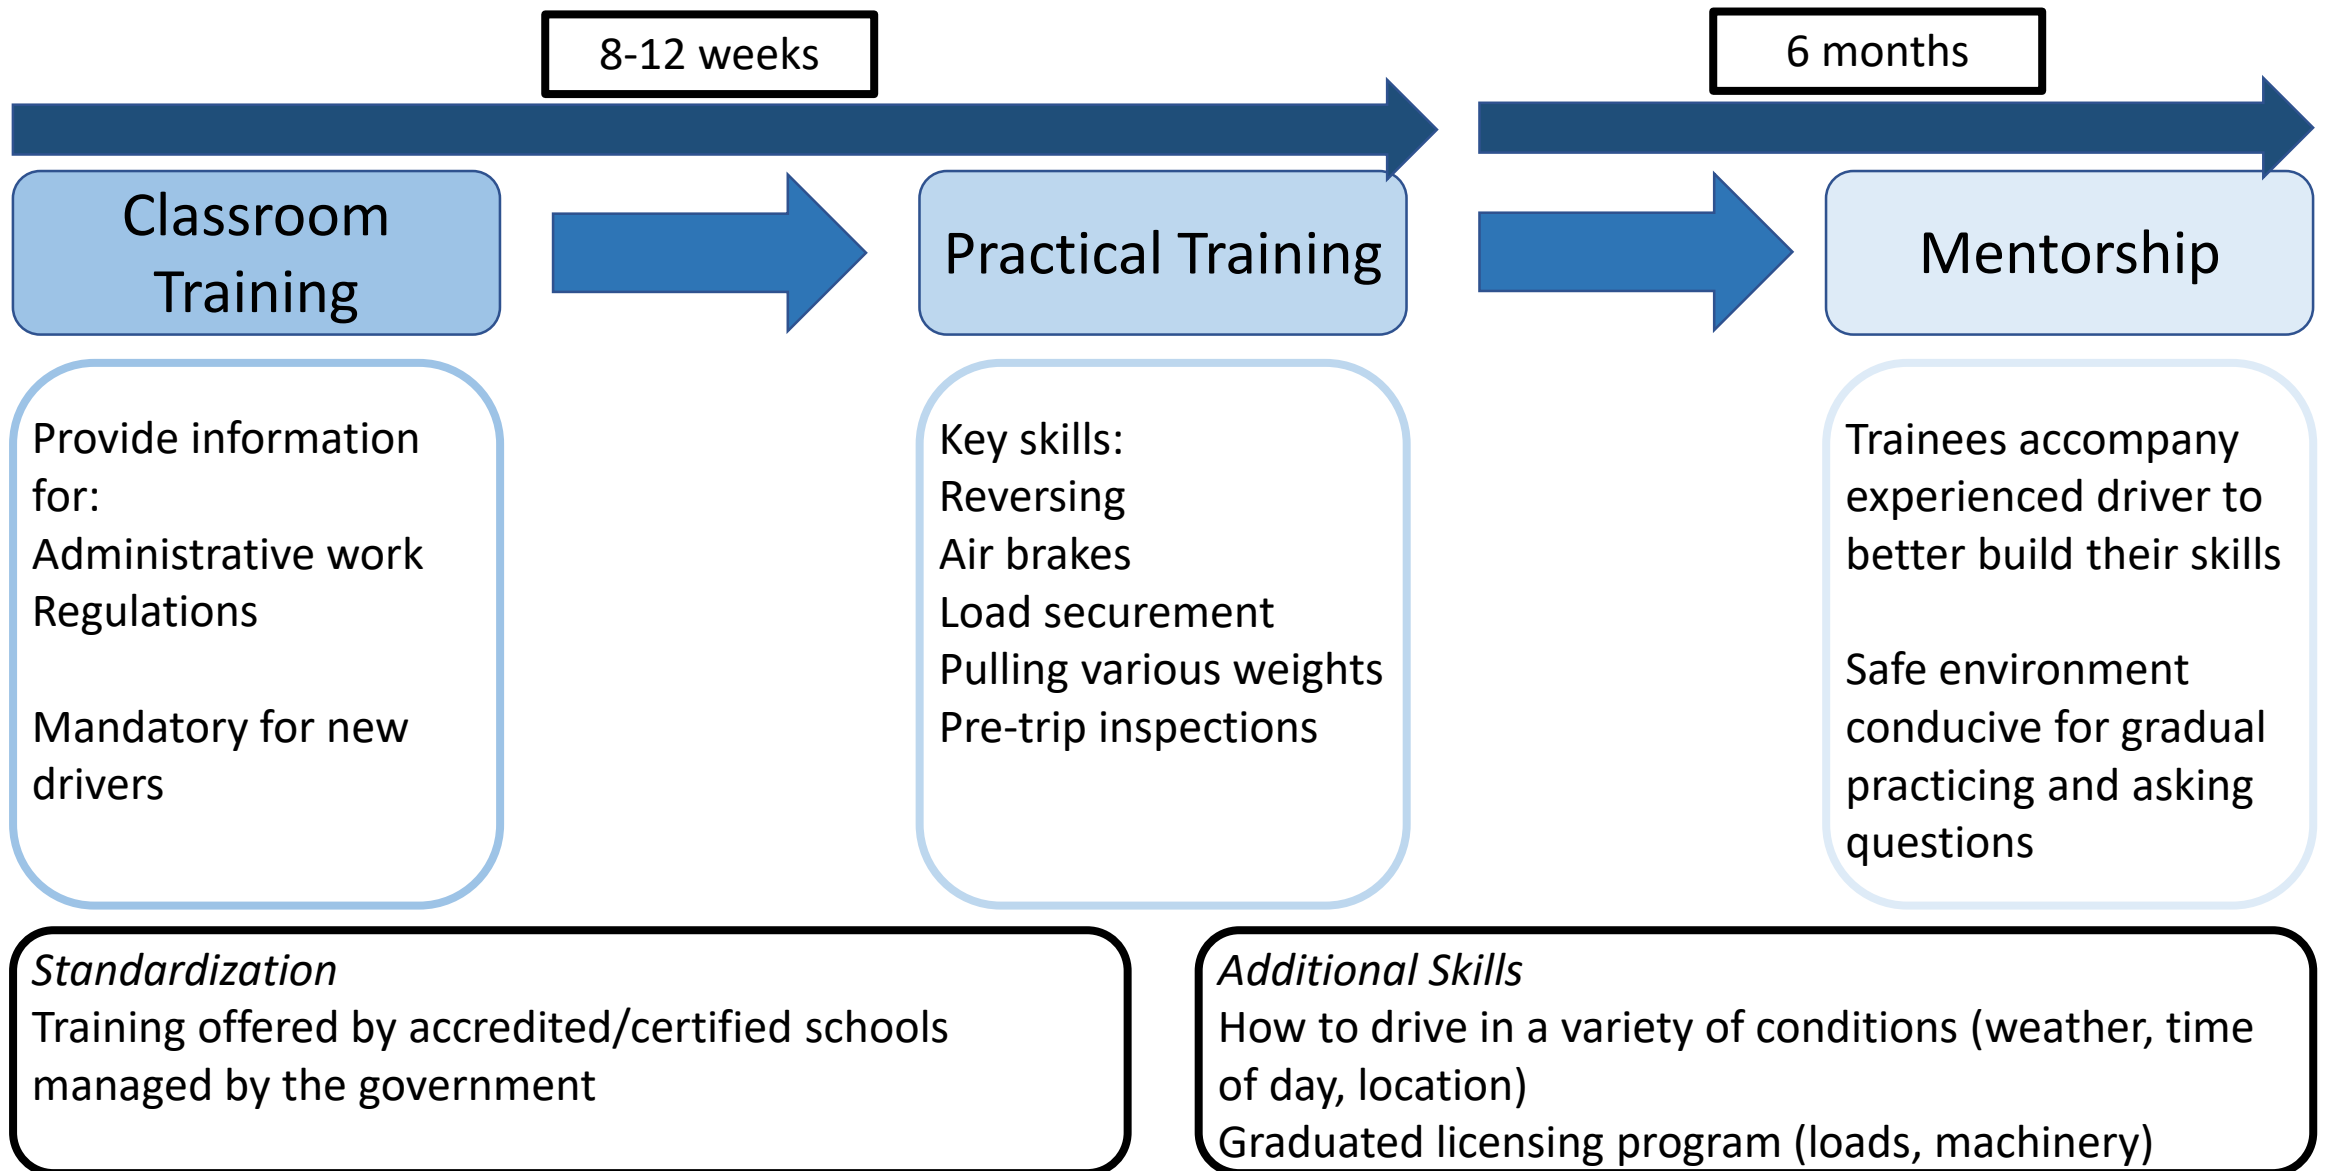 8-12 weeks
6 months
Classroom
Training
Practical Training
Mentorship
Provide information
for:
Administrative work
Regulations
Mandatory for new
drivers
Key skills:
Reversing
Air brakes
Load securement
Pulling various weights
Pre-trip inspections
Trainees accompany
experienced driver to
better build their skills
Safe environment
conducive for gradual
practicing and asking
questions
Standardization
Training offered by accredited/certified schools
managed by the government
Additional Skills
How to drive in a variety of conditions (weather, time
of day, location)
Graduated licensing program (loads, machinery)